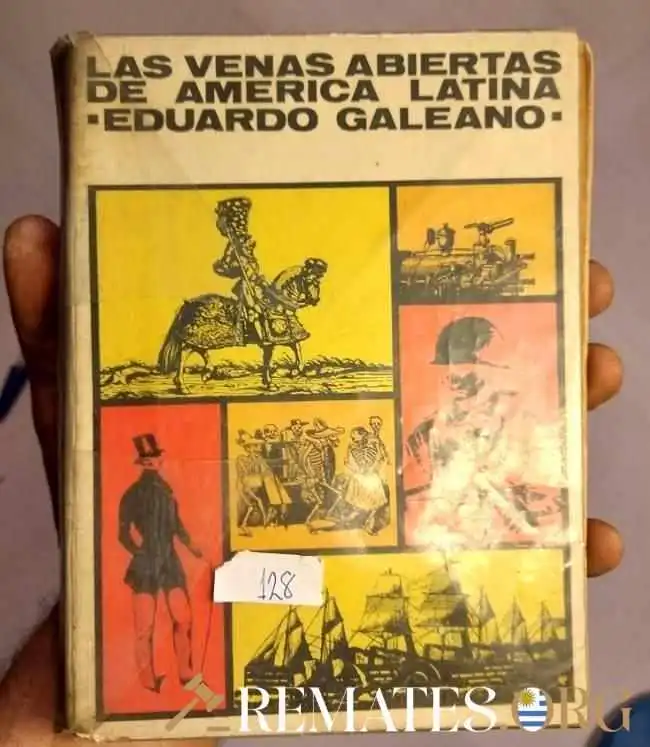 LAS VENAS ABIERTAS
DE AMERICA LATINA
▪EDUARDO GALEANO▪
128
REMATES.ORG